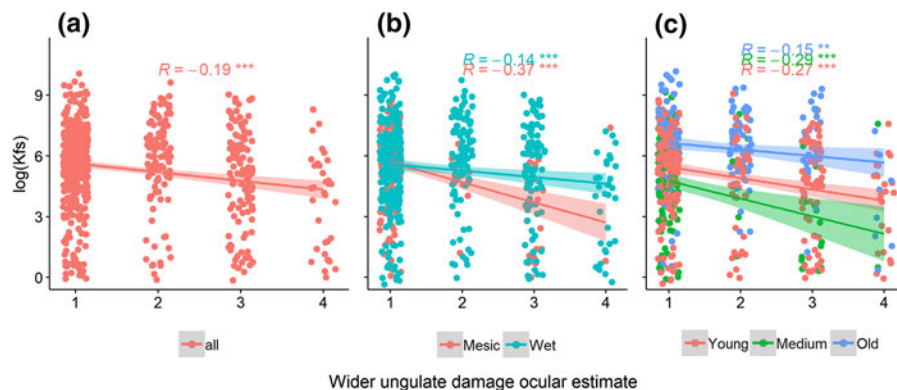 (a) (b) (c)
R = −0.19 ***
R = −0.14 ***
R = −0.37 ***
R = −0.15 **
R = −0.29 ***
R = −0.27 ***
log(Kfs)
9
6
3
0
1 2 3 4
1 2 3 4
1 2 3 4
all
Mesic Wet
Young Medium Old
Wider ungulate damage ocular estimate